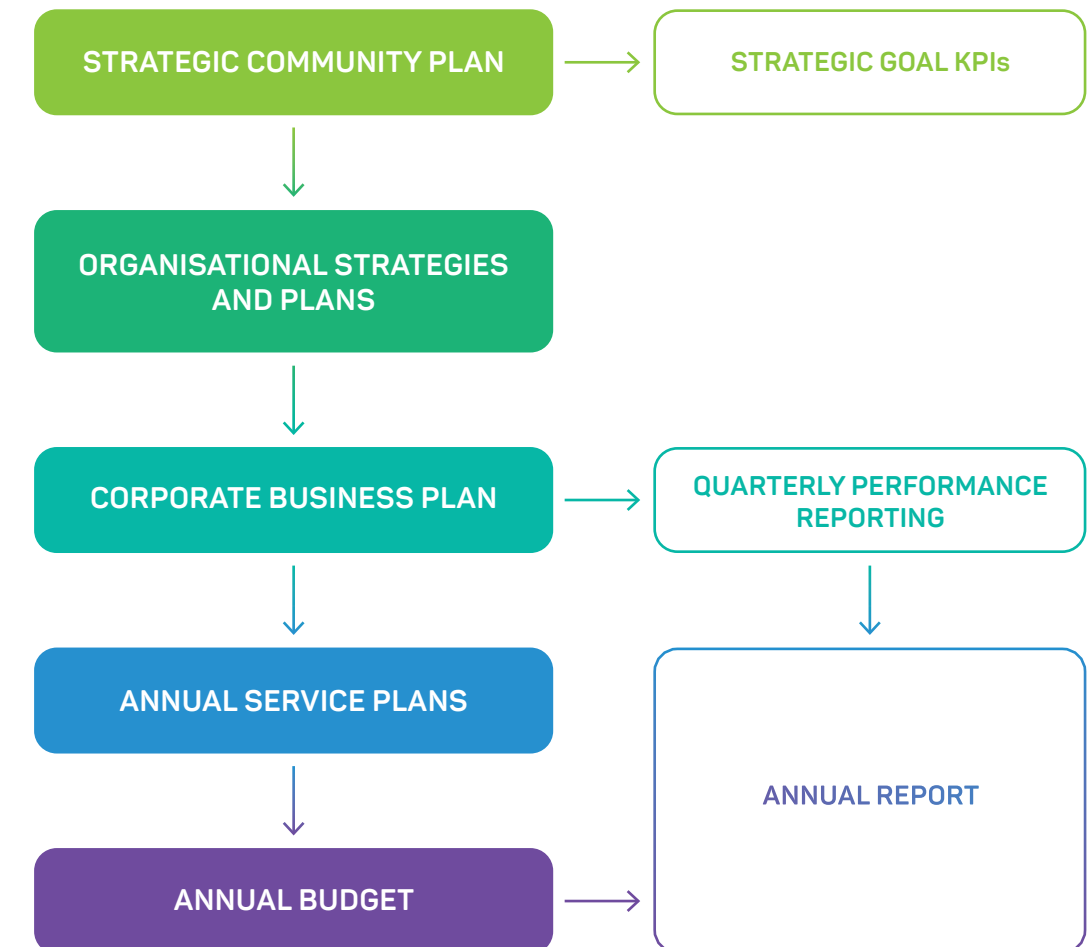 STRATEGIC COMMUNITY PLAN
STRATEGIC GOAL KPIs
ORGANISATIONAL STRATEGIES
AND PLANS
CORPORATE BUSINESS PLAN
QUARTERLY PERFORMANCE
REPORTING
ANNUAL SERVICE PLANS
ANNUAL REPORT
ANNUAL BUDGET